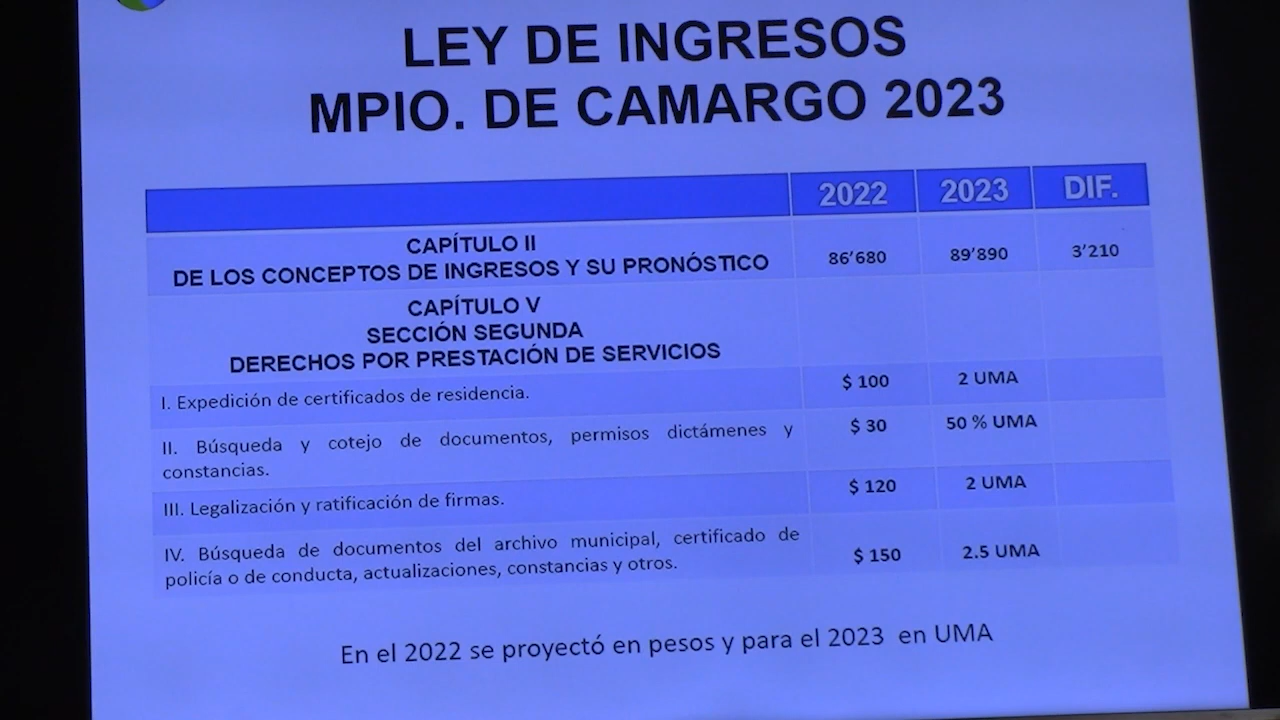 LEY DE INGRESOS
MPIO. DE CAMARGO 2023
2022 2023 DIF.
CAPÍTULO II
DE LOS CONCEPTOS DE INGRESOS Y SU PRONÓSTICO 86’680 89’890 3’210
CAPÍTULO V
SECCIÓN SEGUNDA
DERECHOS POR PRESTACIÓN DE SERVICIOS
I. Expedición de certificados de residencia. $ 100 2 UMA
II. Búsqueda y cotejo de documentos, permisos dictámenes y $ 30 50 % UMA
constancias.
III. Legalización y ratificación de firmas. $ 120 2 UMA
IV. Búsqueda de documentos del archivo municipal, certificado de
policía o de conducta, actualizaciones, constancias y otros. $ 150 2.5 UMA
En el 2022 se proyectó en pesos y para el 2023 en UMA